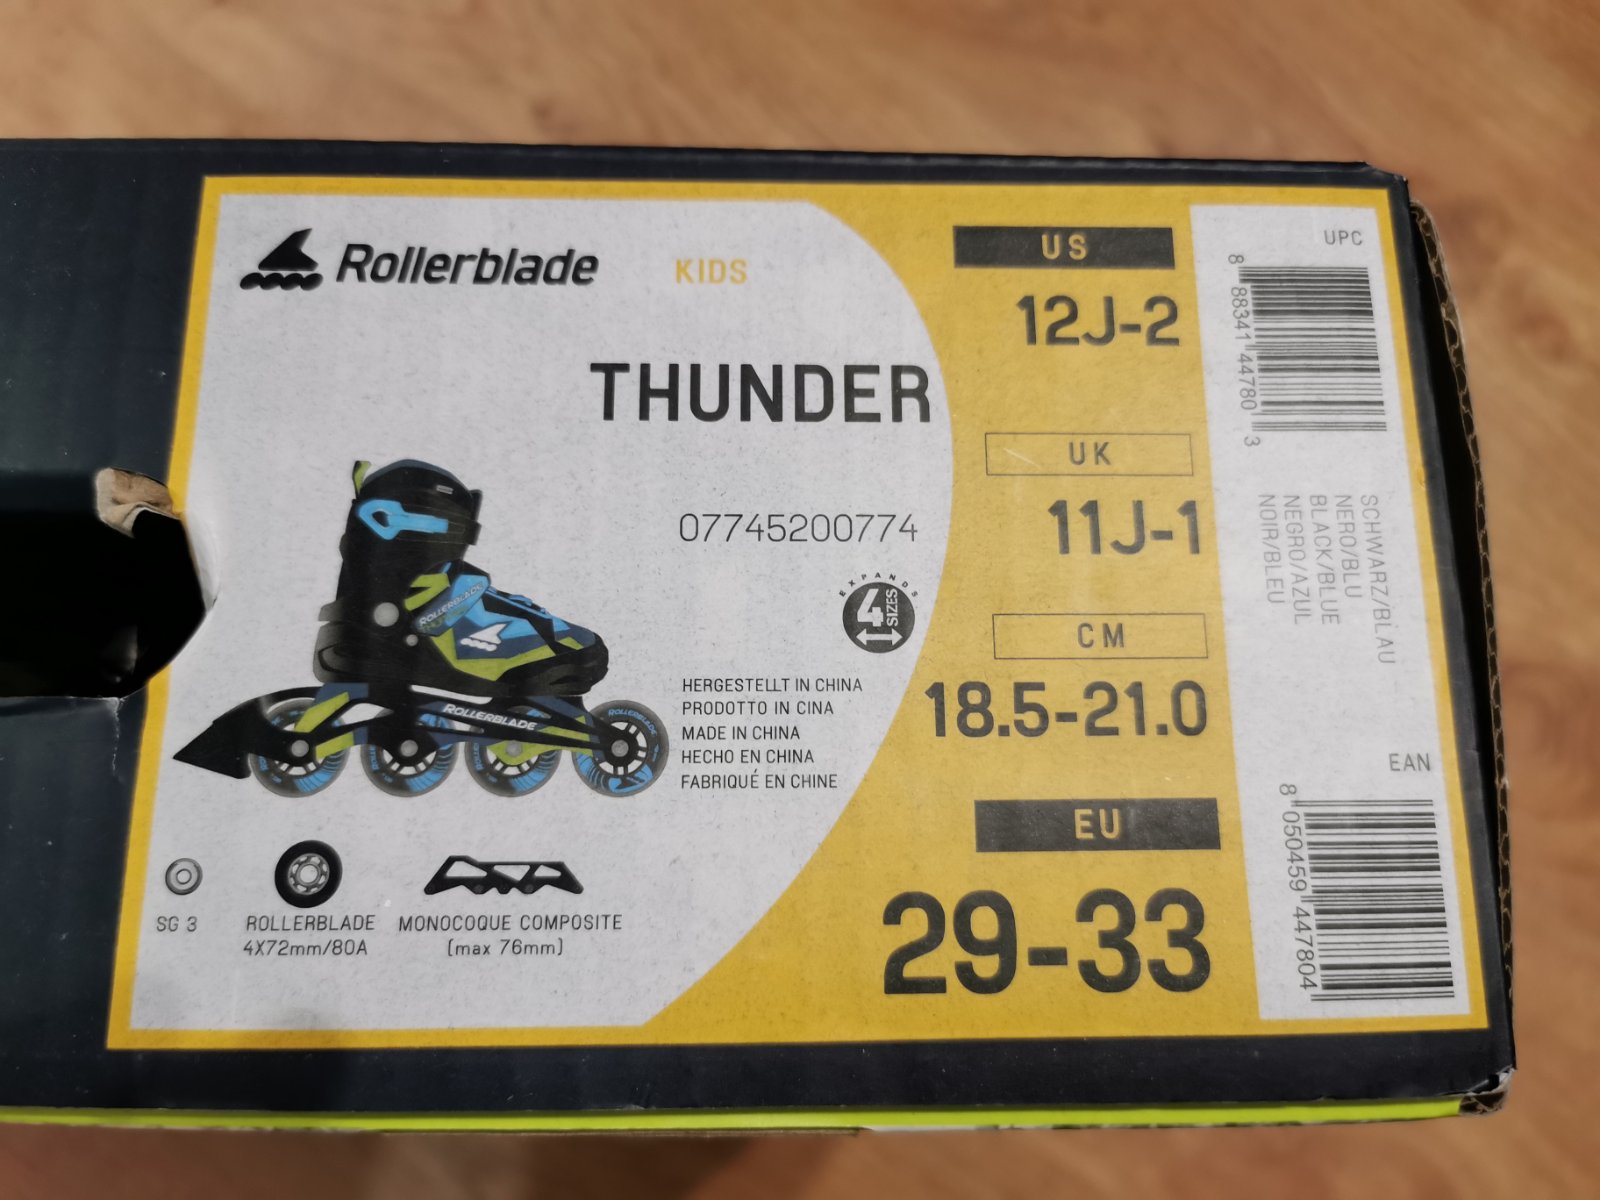 Rollerblade
KIDS
THUNDER
07745200774
EXPANDS
4 SIZES
ROLLERBLADE
ROLLERBLADE
ROLLERBLADE
HERGESTELLT IN CHINA
PRODOTTO IN CINA
MADE IN CHINA
HECHO EN CHINA
FABRIQUÉ EN CHINE
SG 3
ROLLERBLADE
4X72mm/80A
MONOCOQUE COMPOSITE
(max 76mm)
US
12J-2
UK
11J-1
CM
18.5-21.0
EU
29-33
UPC
8 88341 44780 3
SCHWARZ/BLAU
NERO/BLU
BLACK/BLUE
NEGRO/AZUL
NOIR/BLEU
EAN
8 050459 447804